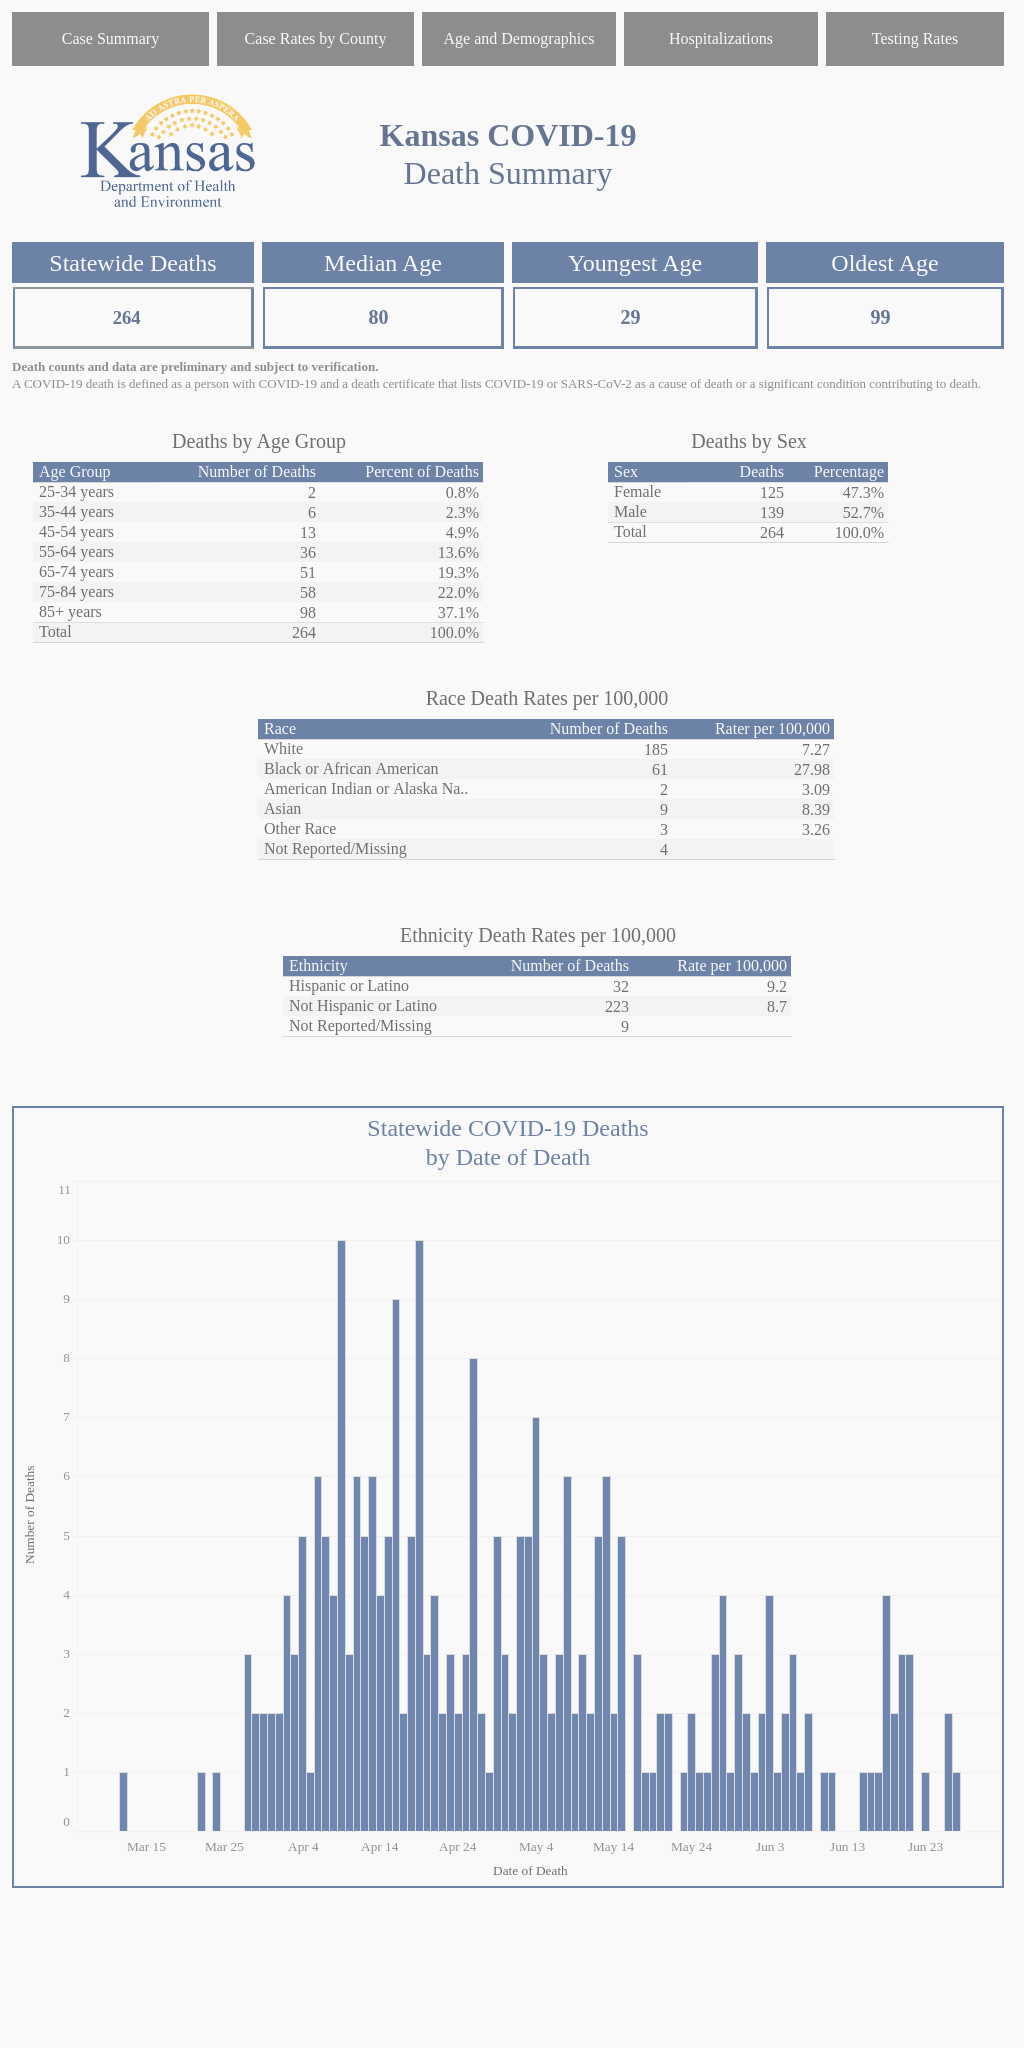 Case Summary
Case Rates by County
Age and Demographics
Hospitalizations
Testing Rates
AD ASTRA PER ASPERA
Kansas
Department of Health
and Environment
Kansas COVID-19
Death Summary
Statewide Deaths
Median Age
Youngest Age
Oldest Age
264
80
29
99
Death counts and data are preliminary and subject to verification.
A COVID-19 death is defined as a person with COVID-19 and a death certificate that lists COVID-19 or SARS-CoV-2 as a cause of death or a significant condition contributing to death.
Deaths by Age Group
Age Group Number of Deaths Percent of Deaths
25-34 years 2 0.8%
35-44 years 6 2.3%
45-54 years 13 4.9%
55-64 years 36 13.6%
65-74 years 51 19.3%
75-84 years 58 22.0%
85+ years 98 37.1%
Total 264 100.0%
Deaths by Sex
Sex Deaths Percentage
Female 125 47.3%
Male 139 52.7%
Total 264 100.0%
Race Death Rates per 100,000
Race Number of Deaths Rater per 100,000
White 185 7.27
Black or African American 61 27.98
American Indian or Alaska Na.. 2 3.09
Asian 9 8.39
Other Race 3 3.26
Not Reported/Missing 4
Ethnicity Death Rates per 100,000
Ethnicity Number of Deaths Rate per 100,000
Hispanic or Latino 32 9.2
Not Hispanic or Latino 223 8.7
Not Reported/Missing 9
Statewide COVID-19 Deaths
by Date of Death
11
10
9
8
7
6
5
4
3
2
1
0
Number of Deaths
Mar 15 Mar 25 Apr 4 Apr 14 Apr 24 May 4 May 14 May 24 Jun 3 Jun 13 Jun 23
Date of Death